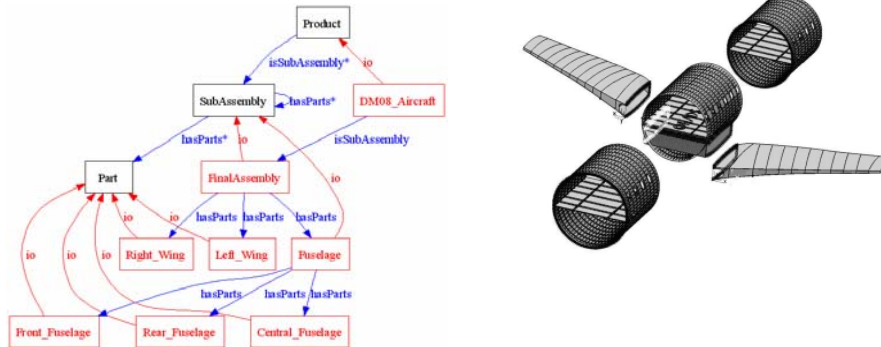 Product
isSubAssembly*
io
SubAssembly
hasParts*
DM08_Aircraft
hasParts*
io
isSubAssembly
Part
FinalAssembly
io
io
io
hasParts
hasParts
hasParts
Right_Wing
Left_Wing
Fuselage
io
io
io
hasParts
hasParts
hasParts
Front_Fuselage
Rear_Fuselage
Central_Fuselage